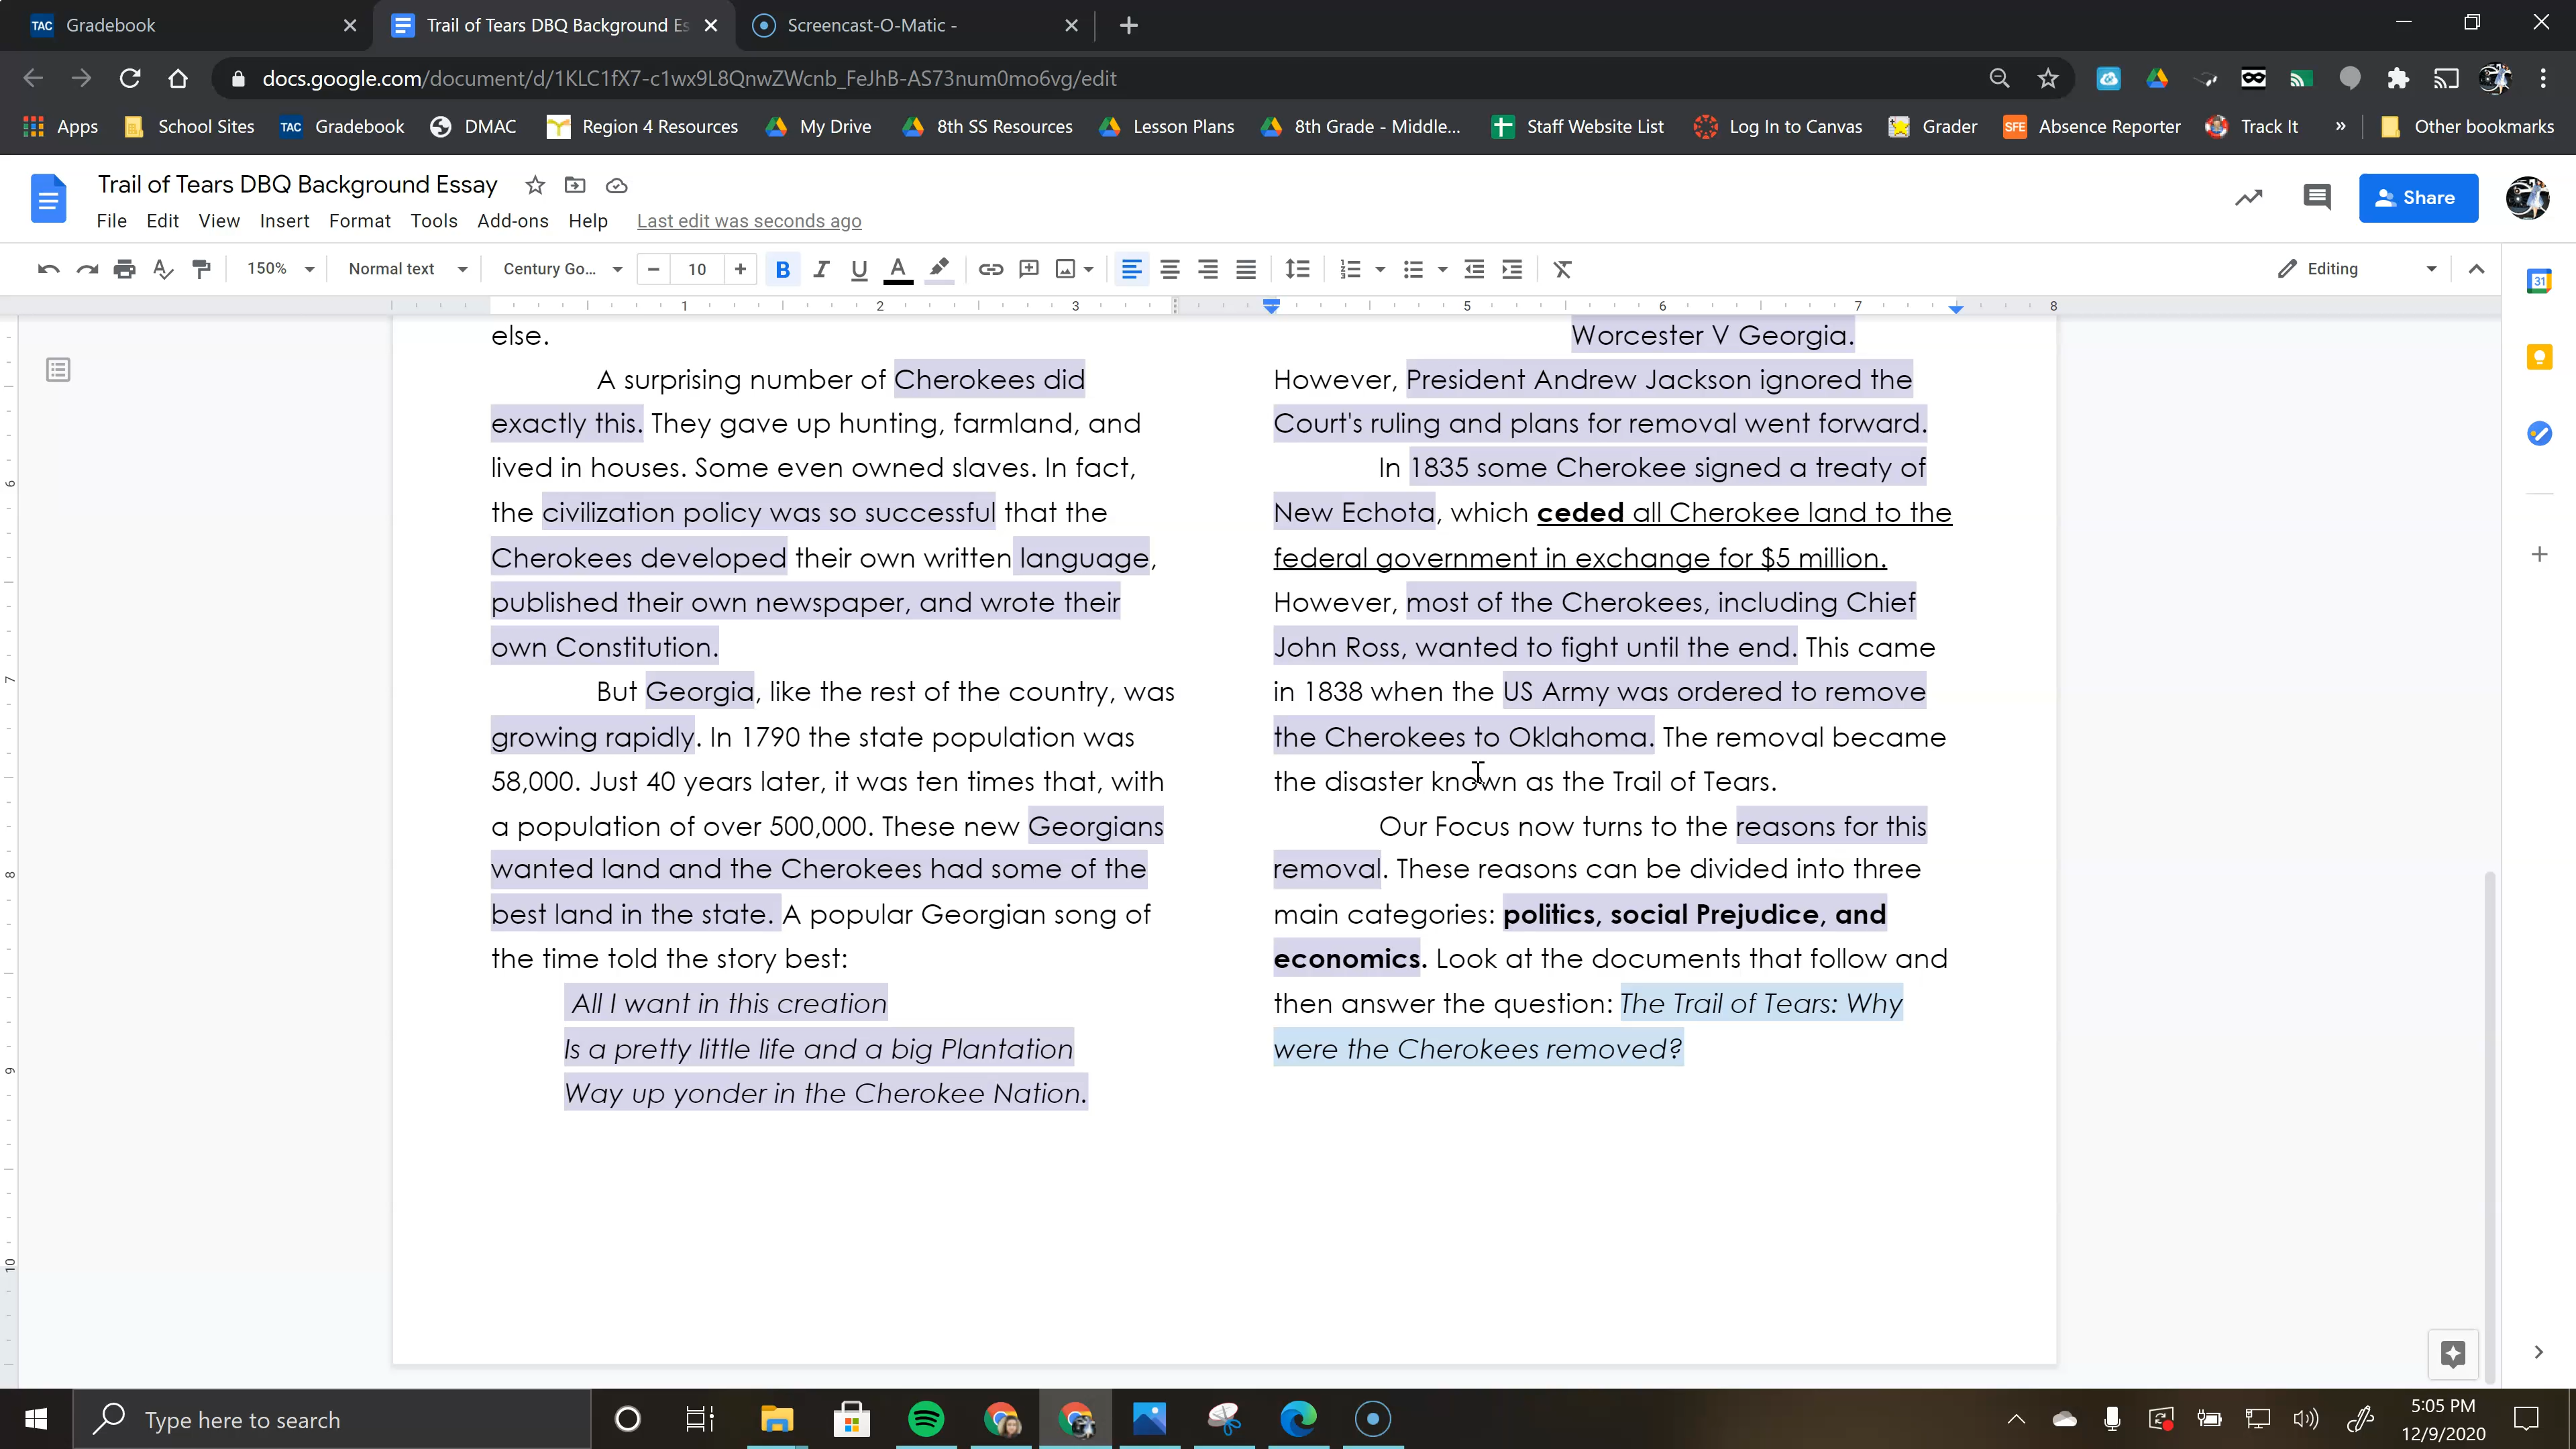 TAC Gradebook
Trail of Tears DBQ Background Es
Screencast-O-Matic -
docs.google.com/document/d/1KLC1fX7-c1wx9L8QnwZWcnb_FeJhB-AS73num0mo6vg/edit
Apps School Sites TAC Gradebook DMAC Region 4 Resources My Drive 8th SS Resources Lesson Plans 8th Grade - Middle... Staff Website List Log In to Canvas Grader SFE Absence Reporter Track It » Other bookmarks
Trail of Tears DBQ Background Essay
File Edit View Insert Format Tools Add-ons Help Last edit was seconds ago
Share
150% Normal text Century Go... 10 B I U A Editing
1 2 3 5 6 7 8
31
6
7
8
9
10
else.
A surprising number of Cherokees did
exactly this. They gave up hunting, farmland, and
lived in houses. Some even owned slaves. In fact,
the civilization policy was so successful that the
Cherokees developed their own written language,
published their own newspaper, and wrote their
own Constitution.
But Georgia, like the rest of the country, was
growing rapidly. In 1790 the state population was
58,000. Just 40 years later, it was ten times that, with
a population of over 500,000. These new Georgians
wanted land and the Cherokees had some of the
best land in the state. A popular Georgian song of
the time told the story best:
All I want in this creation
Is a pretty little life and a big Plantation
Way up yonder in the Cherokee Nation.
Worcester V Georgia.
However, President Andrew Jackson ignored the
Court's ruling and plans for removal went forward.
In 1835 some Cherokee signed a treaty of
New Echota, which ceded all Cherokee land to the
federal government in exchange for $5 million.
However, most of the Cherokees, including Chief
John Ross, wanted to fight until the end. This came
in 1838 when the US Army was ordered to remove
the Cherokees to Oklahoma. The removal became
the disaster known as the Trail of Tears.
Our Focus now turns to the reasons for this
removal. These reasons can be divided into three
main categories: politics, social Prejudice, and
economics. Look at the documents that follow and
then answer the question: The Trail of Tears: Why
were the Cherokees removed?
Type here to search
5:05 PM
12/9/2020